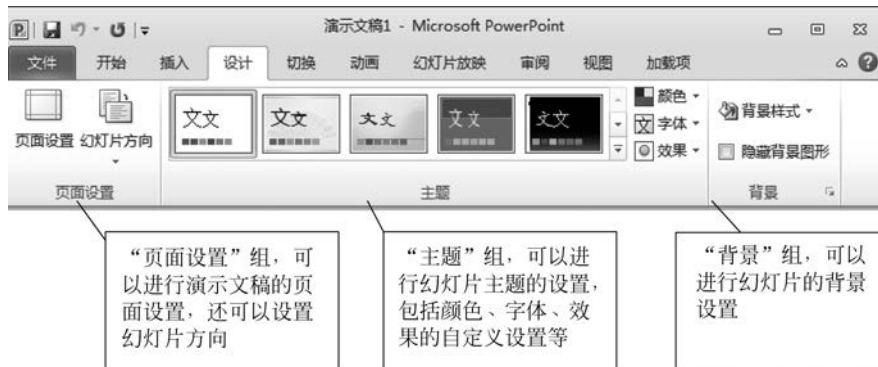 演示文稿1 - Microsoft PowerPoint
文件 开始 插入 设计 切换 动画 幻灯片放映 审阅 视图 加载项
页面设置 幻灯片方向
文文 文文 文文 文文 文文
颜色
字体
效果
背景样式
隐藏背景图形
页面设置 主题 背景
“页面设置”组，可
以进行演示文稿的页
面设置，还可以设置
幻灯片方向
“主题”组，可以进
行幻灯片主题的设置，
包括颜色、字体、效
果的自定义设置等
“背景”组，可以
进行幻灯片的背景
设置